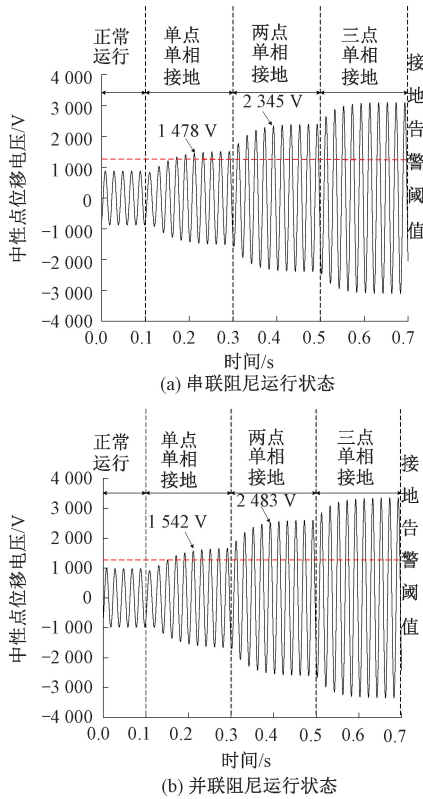 正常
运行
单点
单相
接地
两点
单相
接地
三点
单相
接地
接地告警阈值
4 000
3 000
2 000
1 000
0
−1 000
−2 000
−3 000
−4 000
中性点位移电压/V
1 478 V
2 345 V
0.0 0.1 0.2 0.3 0.4 0.5 0.6 0.7
时间/s
(a) 串联阻尼运行状态
正常
运行
单点
单相
接地
两点
单相
接地
三点
单相
接地
接地告警阈值
4 000
3 000
2 000
1 000
0
−1 000
−2 000
−3 000
−4 000
中性点位移电压/V
1 542 V
2 483 V
0.0 0.1 0.2 0.3 0.4 0.5 0.6 0.7
时间/s
(b) 并联阻尼运行状态